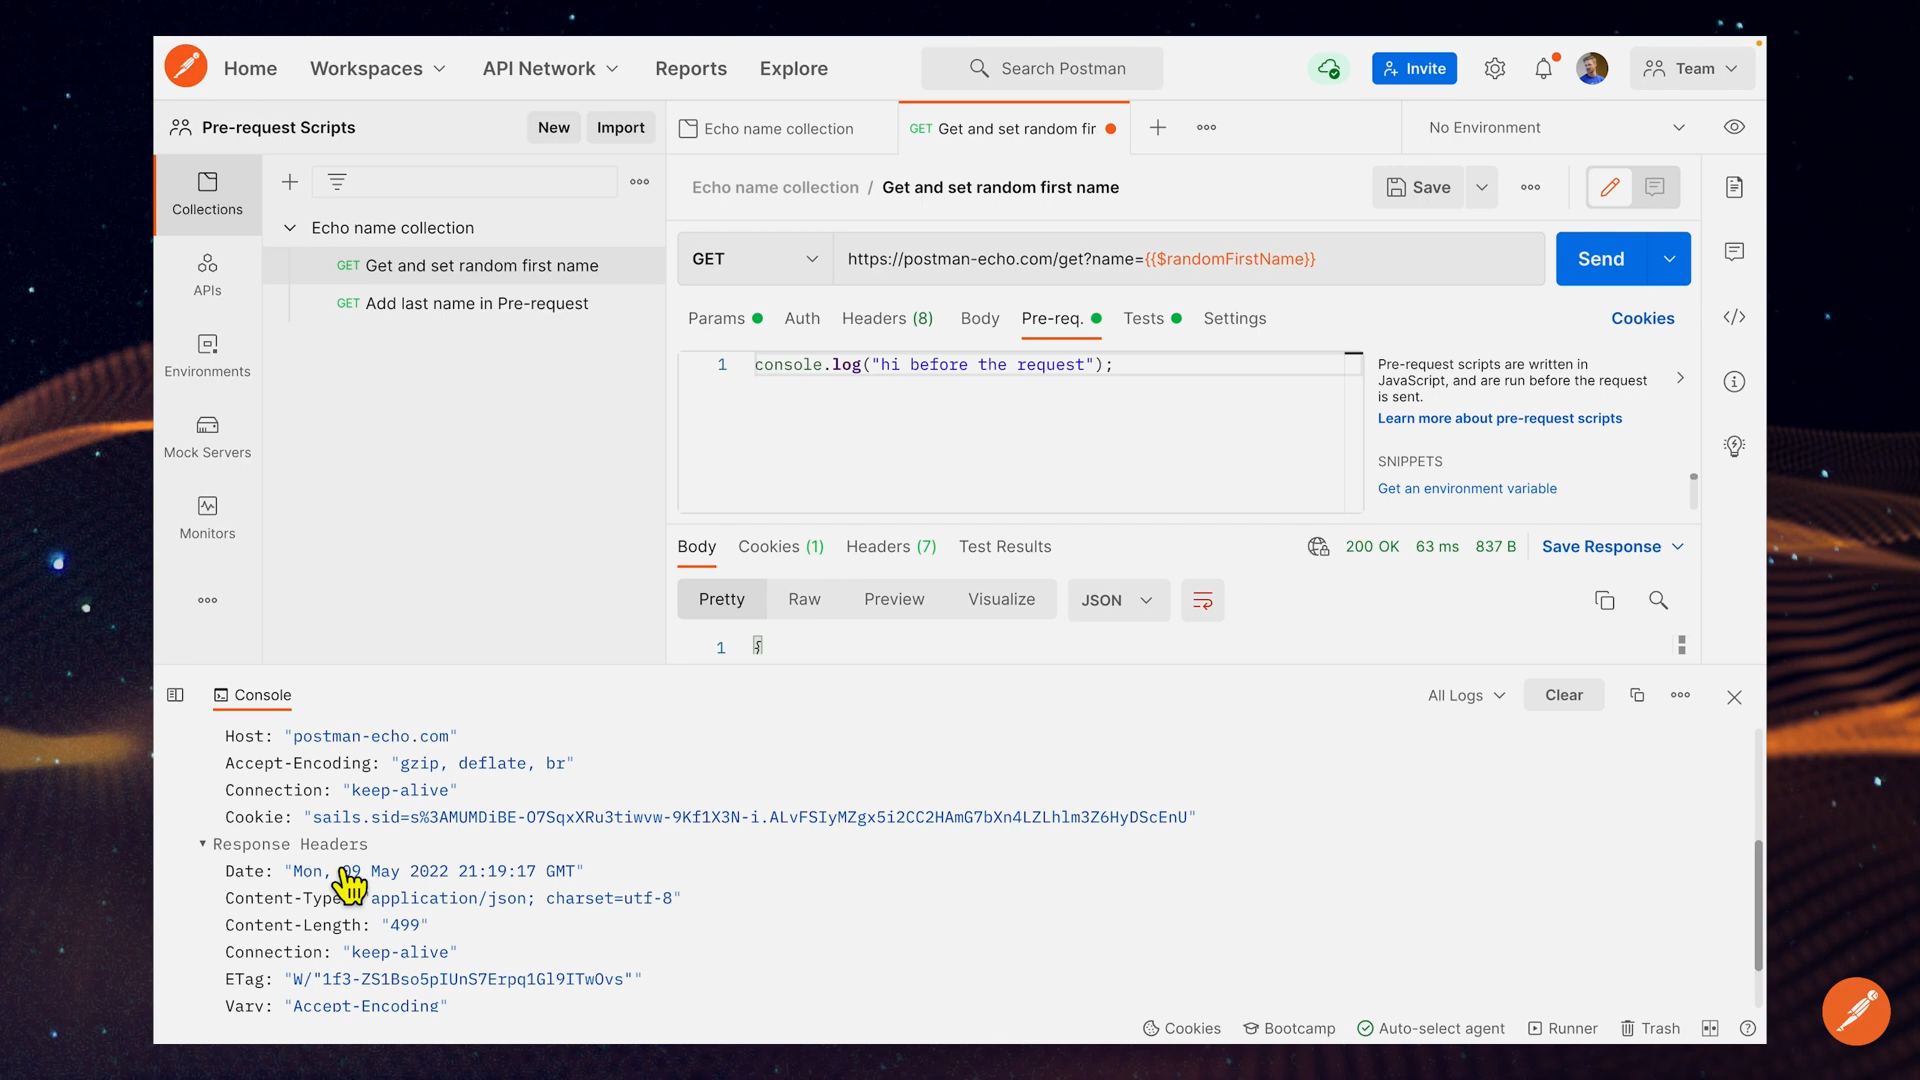 Home
Workspaces
API Network
Reports
Explore
Search Postman
Invite
Team
Pre-request Scripts
New
Import
Echo name collection
GET Get and set random fir
No Environment
Collections
Echo name collection / Get and set random first name
Save
Echo name collection
GET Get and set random first name
GET Add last name in Pre-request
APIs
Environments
Mock Servers
Monitors
GET
https://postman-echo.com/get?name={{$randomFirstName}}
Send
Params
Auth
Headers (8)
Body
Pre-req.
Tests
Settings
Cookies
1 console.log("hi before the request");
Pre-request scripts are written in
JavaScript, and are run before the request
is sent.
Learn more about pre-request scripts
SNIPPETS
Get an environment variable
Body
Cookies (1)
Headers (7)
Test Results
200 OK
63 ms
837 B
Save Response
Pretty
Raw
Preview
Visualize
JSON
1 {
Console
All Logs
Clear
Host: "postman-echo.com"
Accept-Encoding: "gzip, deflate, br"
Connection: "keep-alive"
Cookie: "sails.sid=s%3AMUMDiBE-O7SqxXRu3tiwvw-9Kf1X3N-i.ALvFSIyMZgx5i2CC2HAmG7bXn4LZLhlm3Z6HyDScEnU"
Response Headers
Date: "Mon, 09 May 2022 21:19:17 GMT"
Content-Type application/json; charset=utf-8"
Content-Length: "499"
Connection: "keep-alive"
ETag: "W/"1f3-ZS1Bso5pIUnS7Erpq1Gl9ITwOvs""
Vary: "Accept-Encoding"
Cookies
Bootcamp
Auto-select agent
Runner
Trash